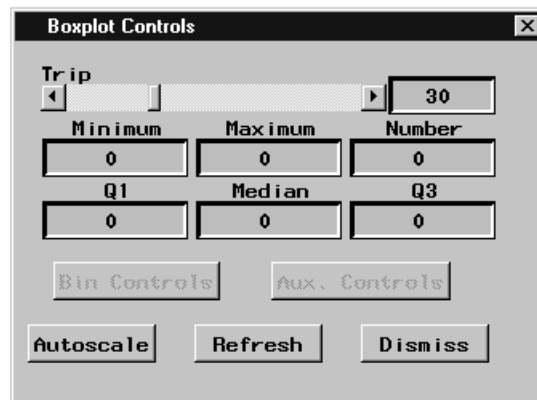 Boxplot Controls
Trip
30
Minimum Maximum Number
0 0 0
Q1 Median Q3
0 0 0
Bin Controls Aux. Controls
Autoscale Refresh Dismiss